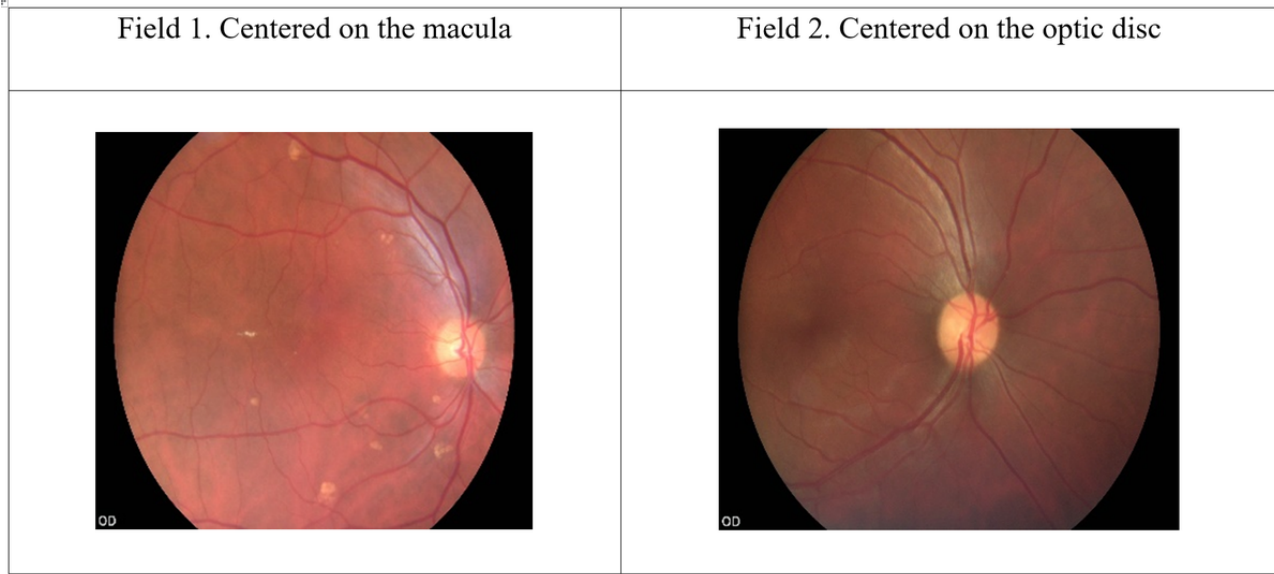 Field 1. Centered on the macula
Field 2. Centered on the optic disc
OD
OD